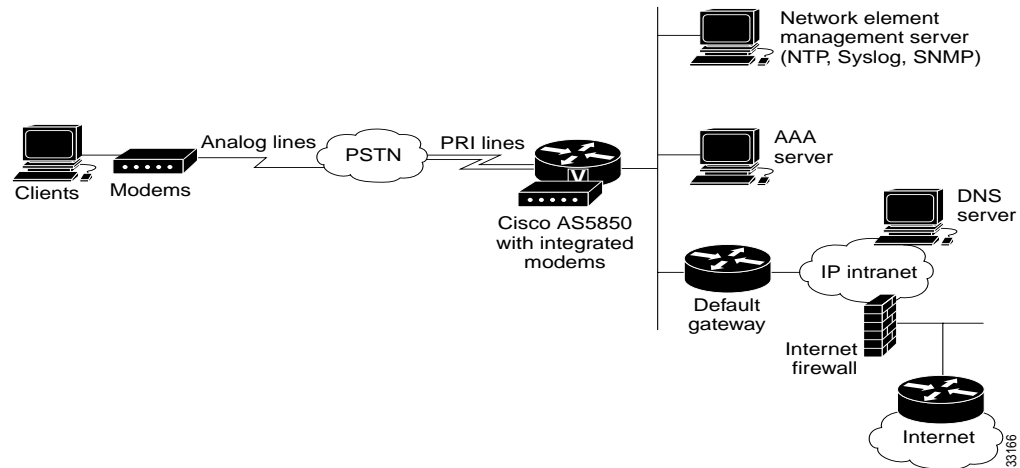 Network element
management server
(NTP, Syslog, SNMP)
Analog lines
PSTN
PRI lines
AAA
server
Clients
Modems
V
Cisco AS5850
with integrated
modems
DNS
server
IP intranet
Default
gateway
Internet
firewall
Internet
33166